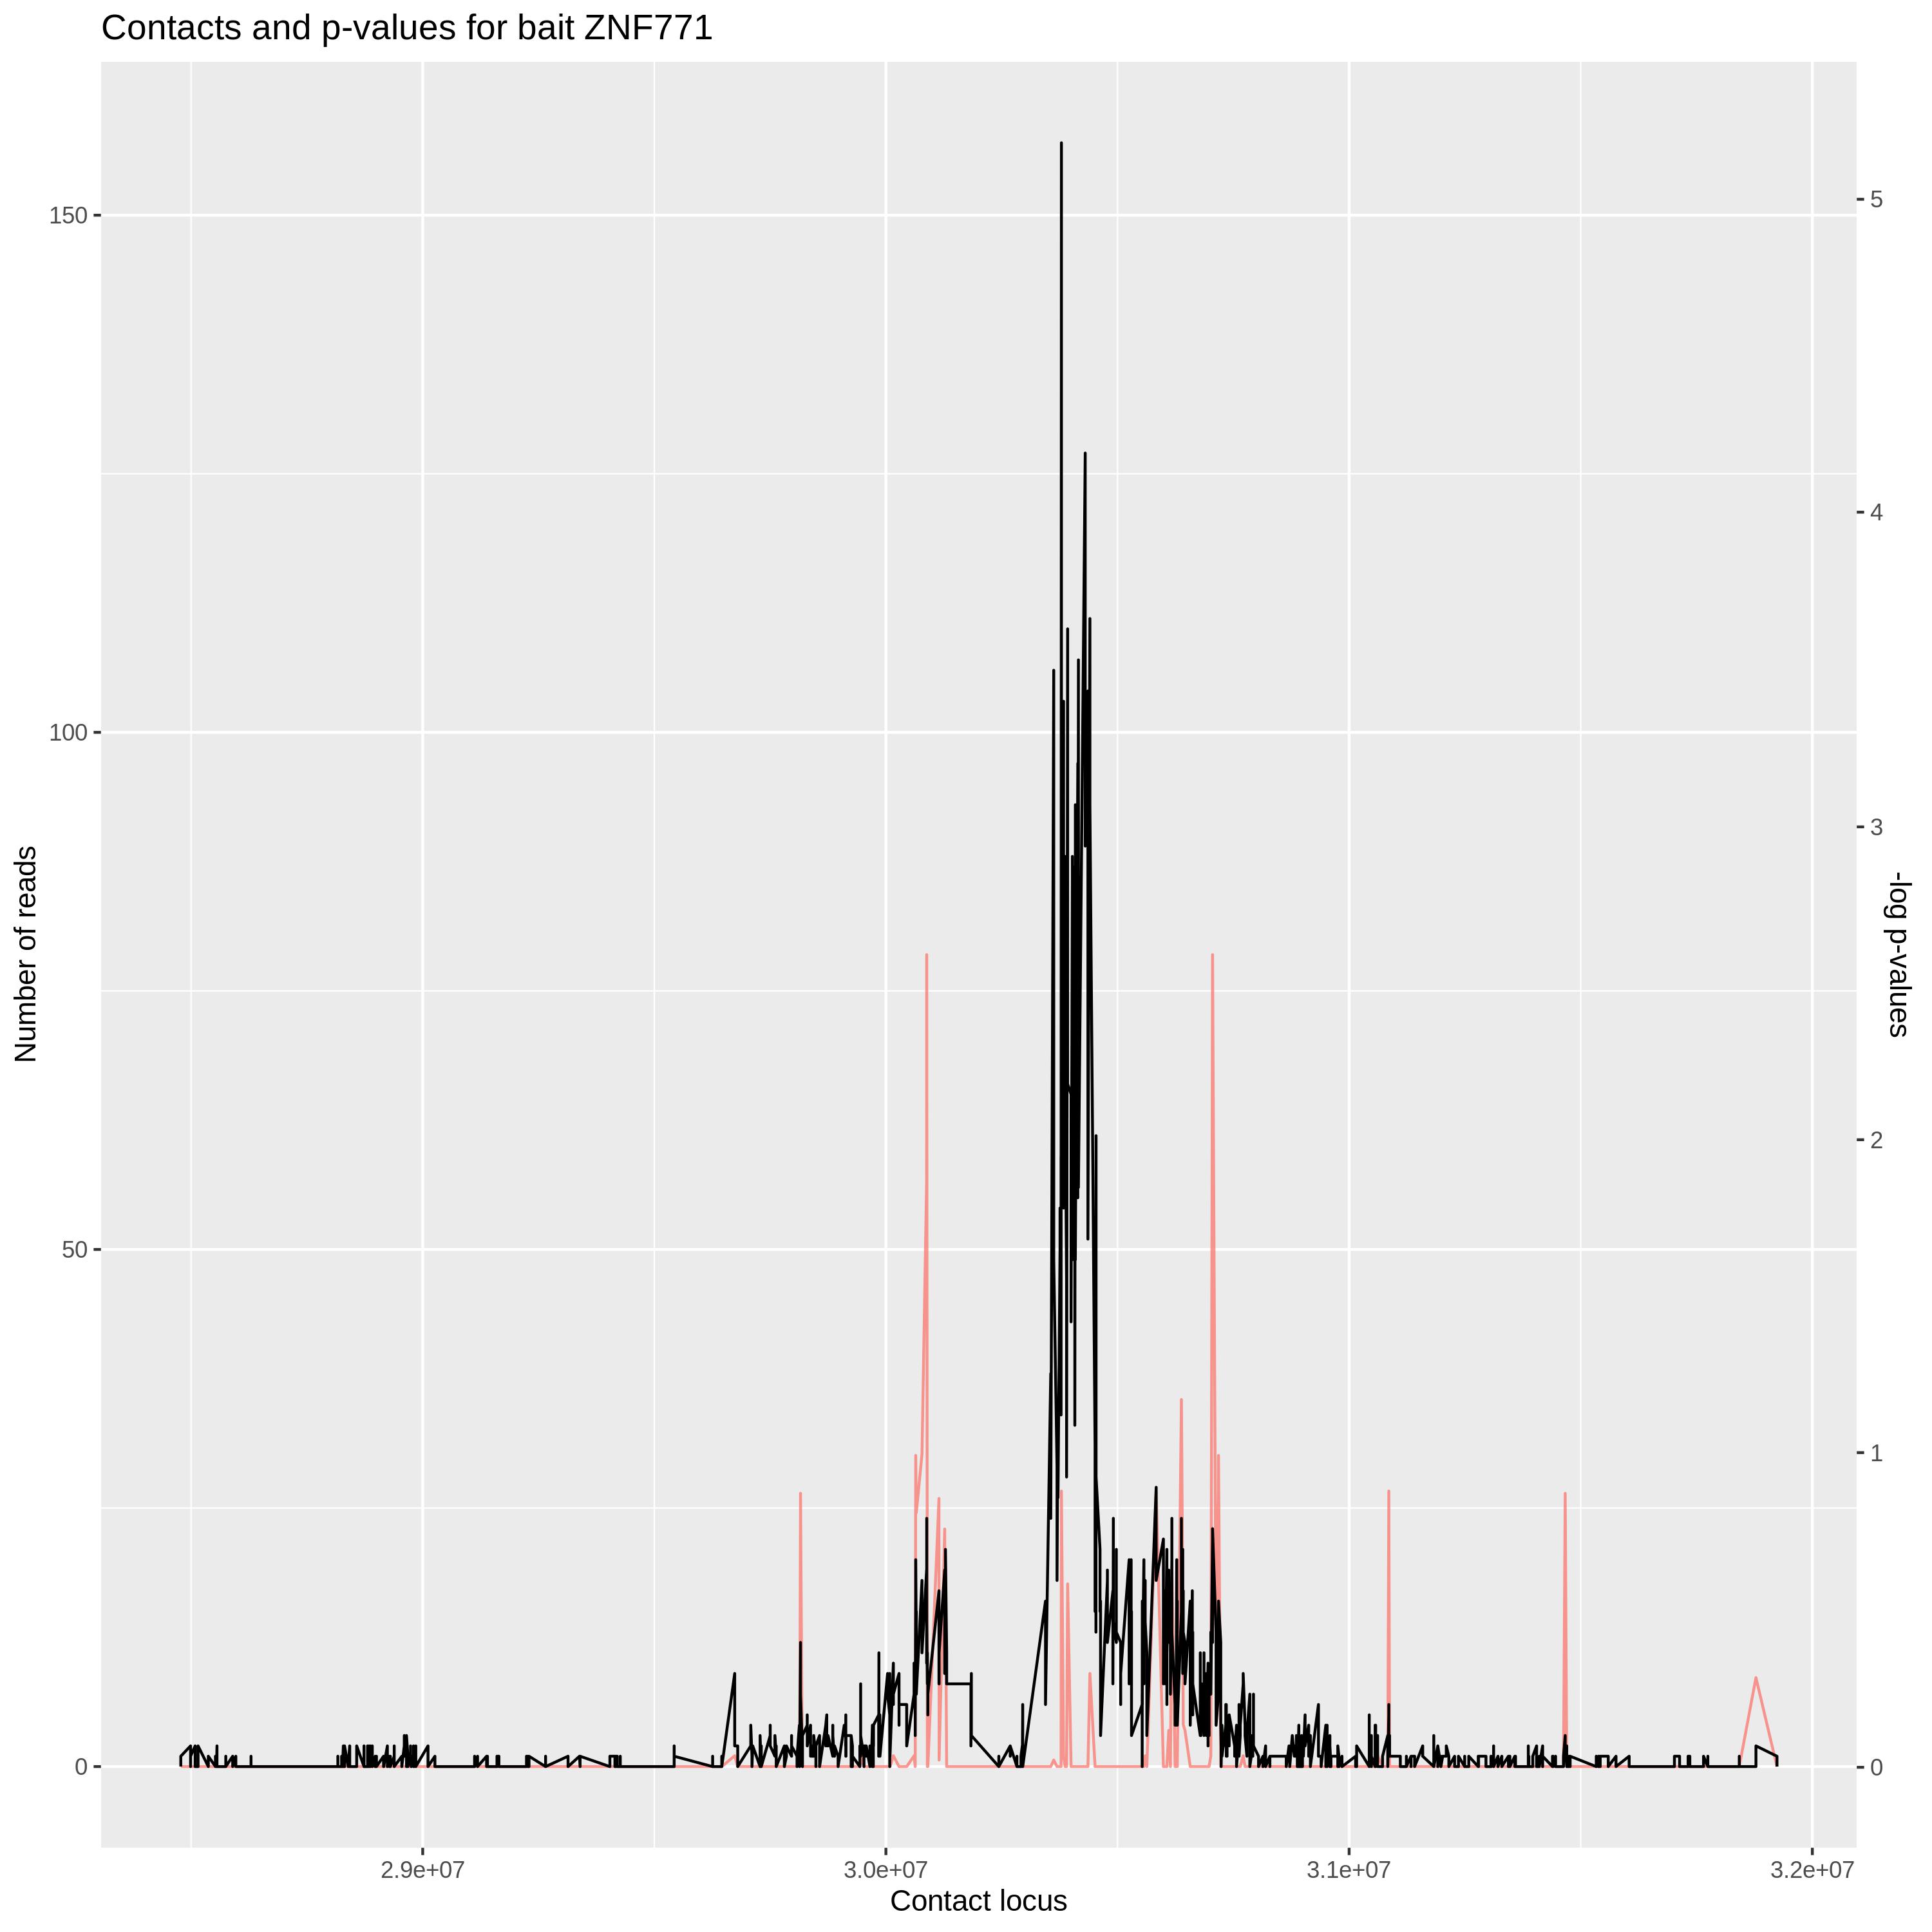 Contacts and p-values for bait ZNF771
150
100
50
0
5
4
3
2
1
0
Number of reads
-log p-values
2.9e+07
3.0e+07
3.1e+07
3.2e+07
Contact locus